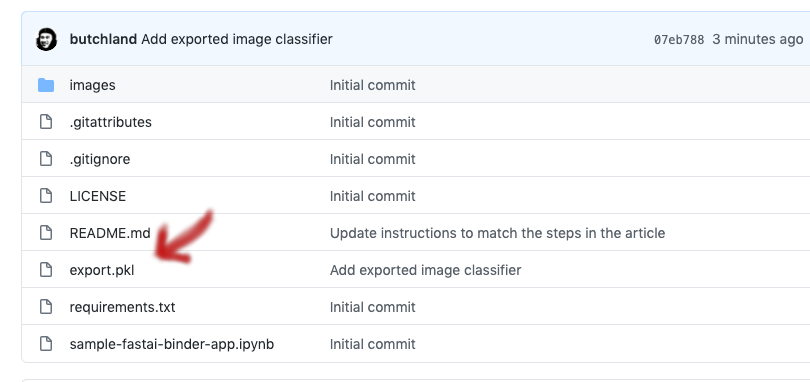 butchland Add exported image classifier 07eb788 3 minutes ago
images Initial commit
.gitattributes Initial commit
.gitignore Initial commit
LICENSE Initial commit
README.md Update instructions to match the steps in the article
export.pkl Add exported image classifier
requirements.txt Initial commit
sample-fastai-binder-app.ipynb Initial commit